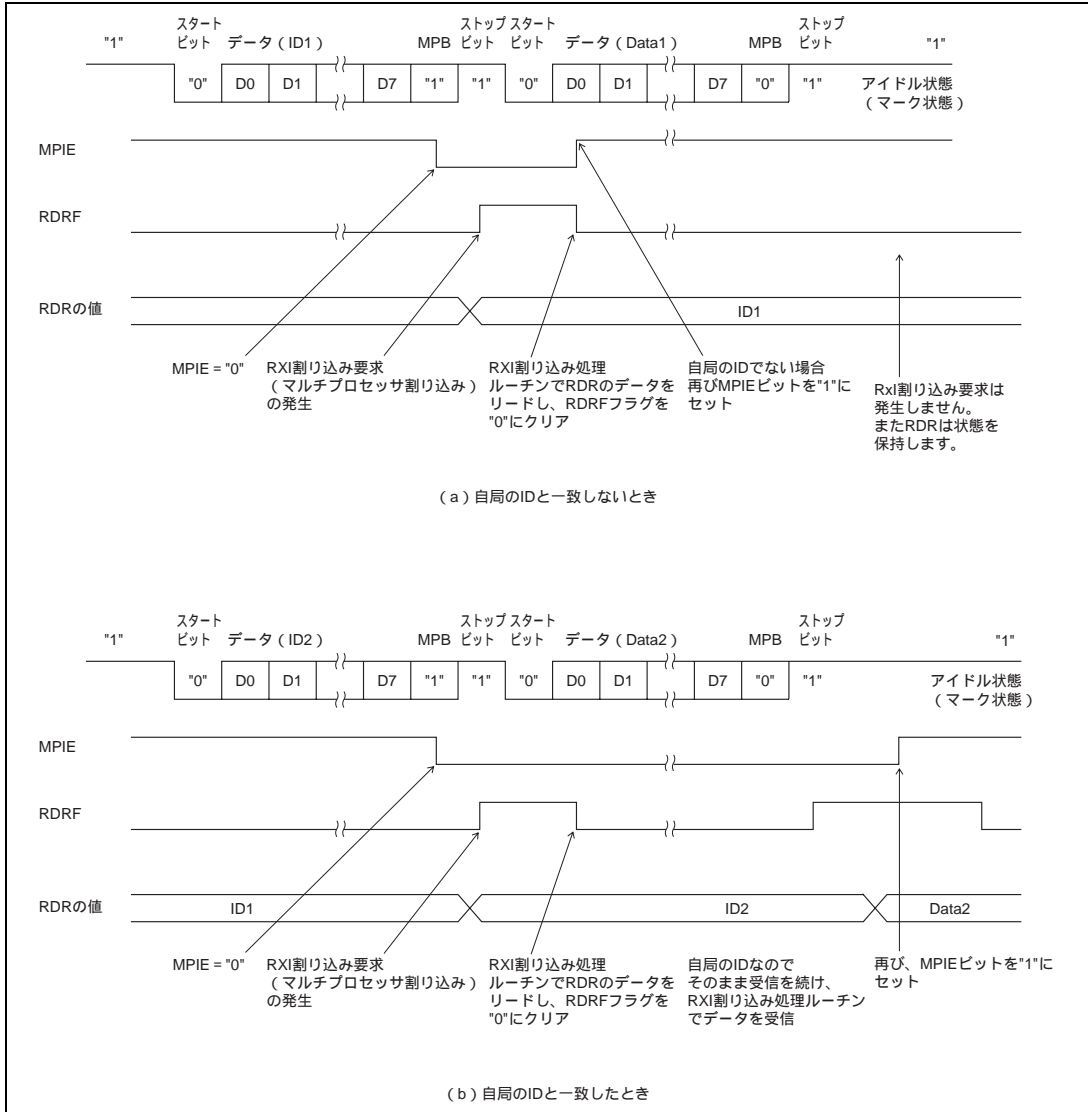 スタート ストップ スタート ストップ
"1" ビット データ（ID1） MPB ビット ビット データ（Data1） MPB ビット "1"
"0" D0 D1 D7 "1" "1" "0" D0 D1 D7 "0" "1" アイドル状態
（マーク状態）
MPIE
RDRF
RDRの値 ID1
MPIE = "0"
RXI割り込み要求
（マルチプロセッサ割り込み）
の発生
RXI割り込み処理
ルーチンでRDRのデータを
リードし、RDRFフラグを
"0"にクリア
自局のIDでない場合
再びMPIEビットを"1"に
セット
RxI割り込み要求は
発生しません。
またRDRは状態を
保持します。
（a）自局のIDと一致しないとき
スタート ストップ スタート ストップ
"1" ビット データ（ID2） MPB ビット ビット データ（Data2） MPB ビット "1"
"0" D0 D1 D7 "1" "1" "0" D0 D1 D7 "0" "1" アイドル状態
（マーク状態）
MPIE
RDRF
RDRの値 ID1 ID2 Data2
MPIE = "0"
RXI割り込み要求
（マルチプロセッサ割り込み）
の発生
RXI割り込み処理
ルーチンでRDRのデータを
リードし、RDRFフラグを
"0"にクリア
自局のIDなので
そのまま受信を続け、
RXI割り込み処理ルーチン
でデータを受信
再び、MPIEビットを"1"に
セット
（b）自局のIDと一致したとき